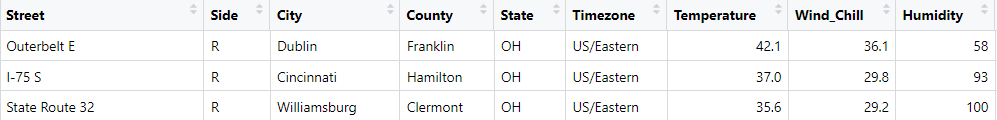 Street Side City County State Timezone Temperature Wind_Chill Humidity
Outerbelt E R Dublin Franklin OH US/Eastern 42.1 36.1 58
I-75 S R Cincinnati Hamilton OH US/Eastern 37.0 29.8 93
State Route 32 R Williamsburg Clermont OH US/Eastern 35.6 29.2 100